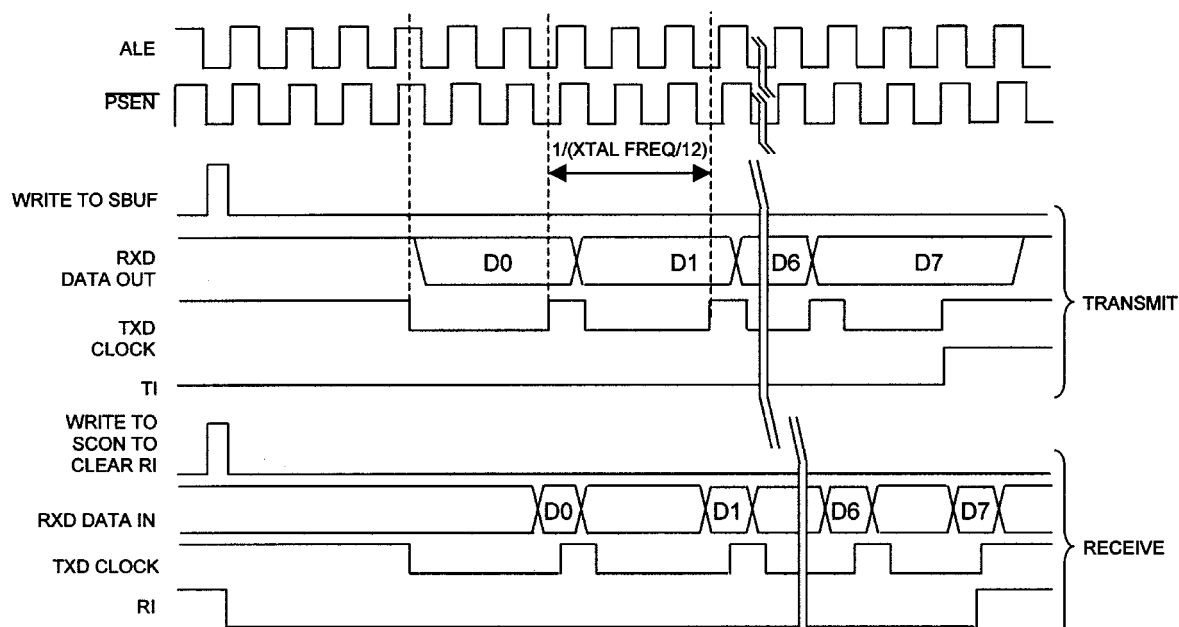 ALE
PSEN
1/(XTAL FREQ/12)
WRITE TO SBUF
RXD
DATA OUT
D0
D1
D6
D7
TXD
CLOCK
TI
TRANSMIT
WRITE TO
SCON TO
CLEAR RI
RXD DATA IN
D0
D1
D6
D7
TXD CLOCK
RI
RECEIVE